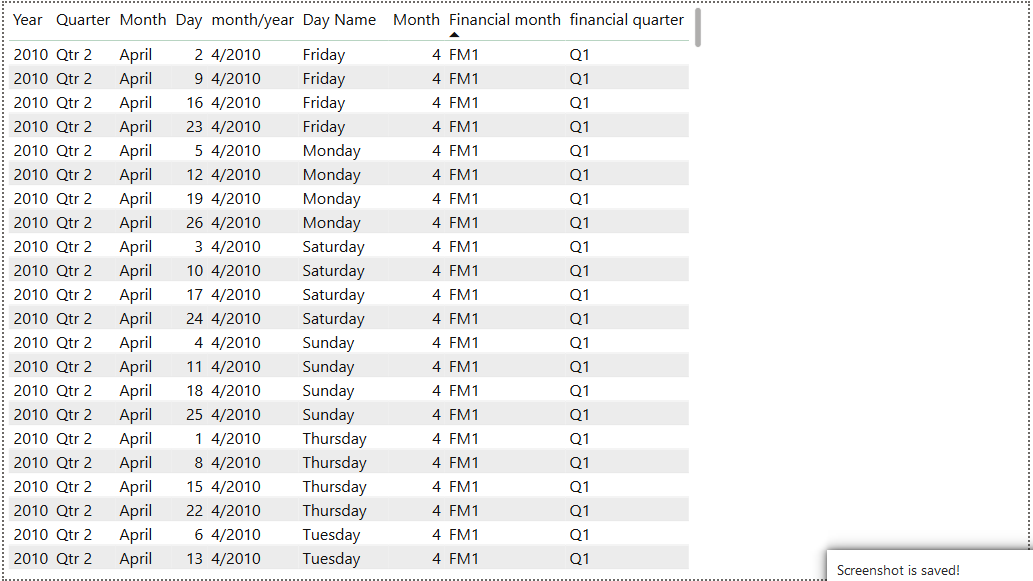 Year Quarter Month Day month/year Day Name Month Financial month financial quarter
2010 Qtr 2 April 2 4/2010 Friday 4 FM1 Q1
2010 Qtr 2 April 9 4/2010 Friday 4 FM1 Q1
2010 Qtr 2 April 16 4/2010 Friday 4 FM1 Q1
2010 Qtr 2 April 23 4/2010 Friday 4 FM1 Q1
2010 Qtr 2 April 5 4/2010 Monday 4 FM1 Q1
2010 Qtr 2 April 12 4/2010 Monday 4 FM1 Q1
2010 Qtr 2 April 19 4/2010 Monday 4 FM1 Q1
2010 Qtr 2 April 26 4/2010 Monday 4 FM1 Q1
2010 Qtr 2 April 3 4/2010 Saturday 4 FM1 Q1
2010 Qtr 2 April 10 4/2010 Saturday 4 FM1 Q1
2010 Qtr 2 April 17 4/2010 Saturday 4 FM1 Q1
2010 Qtr 2 April 24 4/2010 Saturday 4 FM1 Q1
2010 Qtr 2 April 4 4/2010 Sunday 4 FM1 Q1
2010 Qtr 2 April 11 4/2010 Sunday 4 FM1 Q1
2010 Qtr 2 April 18 4/2010 Sunday 4 FM1 Q1
2010 Qtr 2 April 25 4/2010 Sunday 4 FM1 Q1
2010 Qtr 2 April 1 4/2010 Thursday 4 FM1 Q1
2010 Qtr 2 April 8 4/2010 Thursday 4 FM1 Q1
2010 Qtr 2 April 15 4/2010 Thursday 4 FM1 Q1
2010 Qtr 2 April 22 4/2010 Thursday 4 FM1 Q1
2010 Qtr 2 April 6 4/2010 Tuesday 4 FM1 Q1
2010 Qtr 2 April 13 4/2010 Tuesday 4 FM1 Q1
Screenshot is saved!